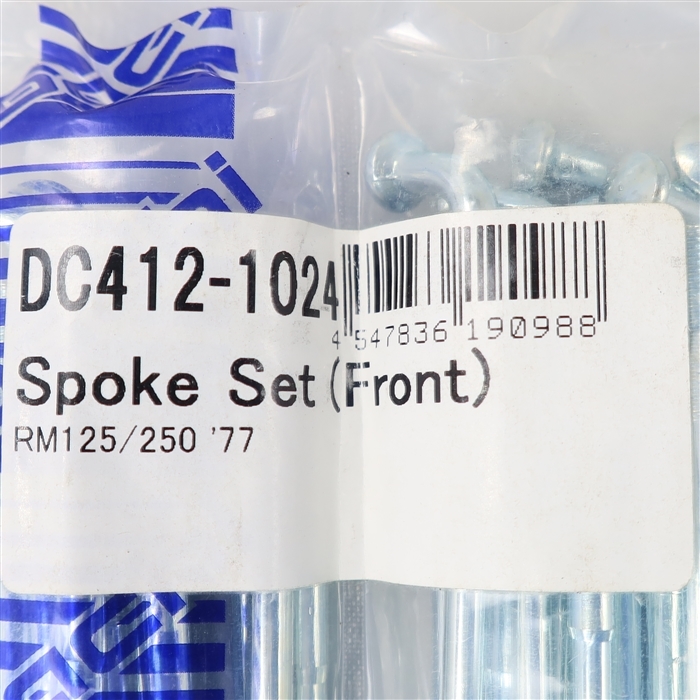 DC412-1024
4 547836 190988
Spoke Set (Front)
RM125/250 '77